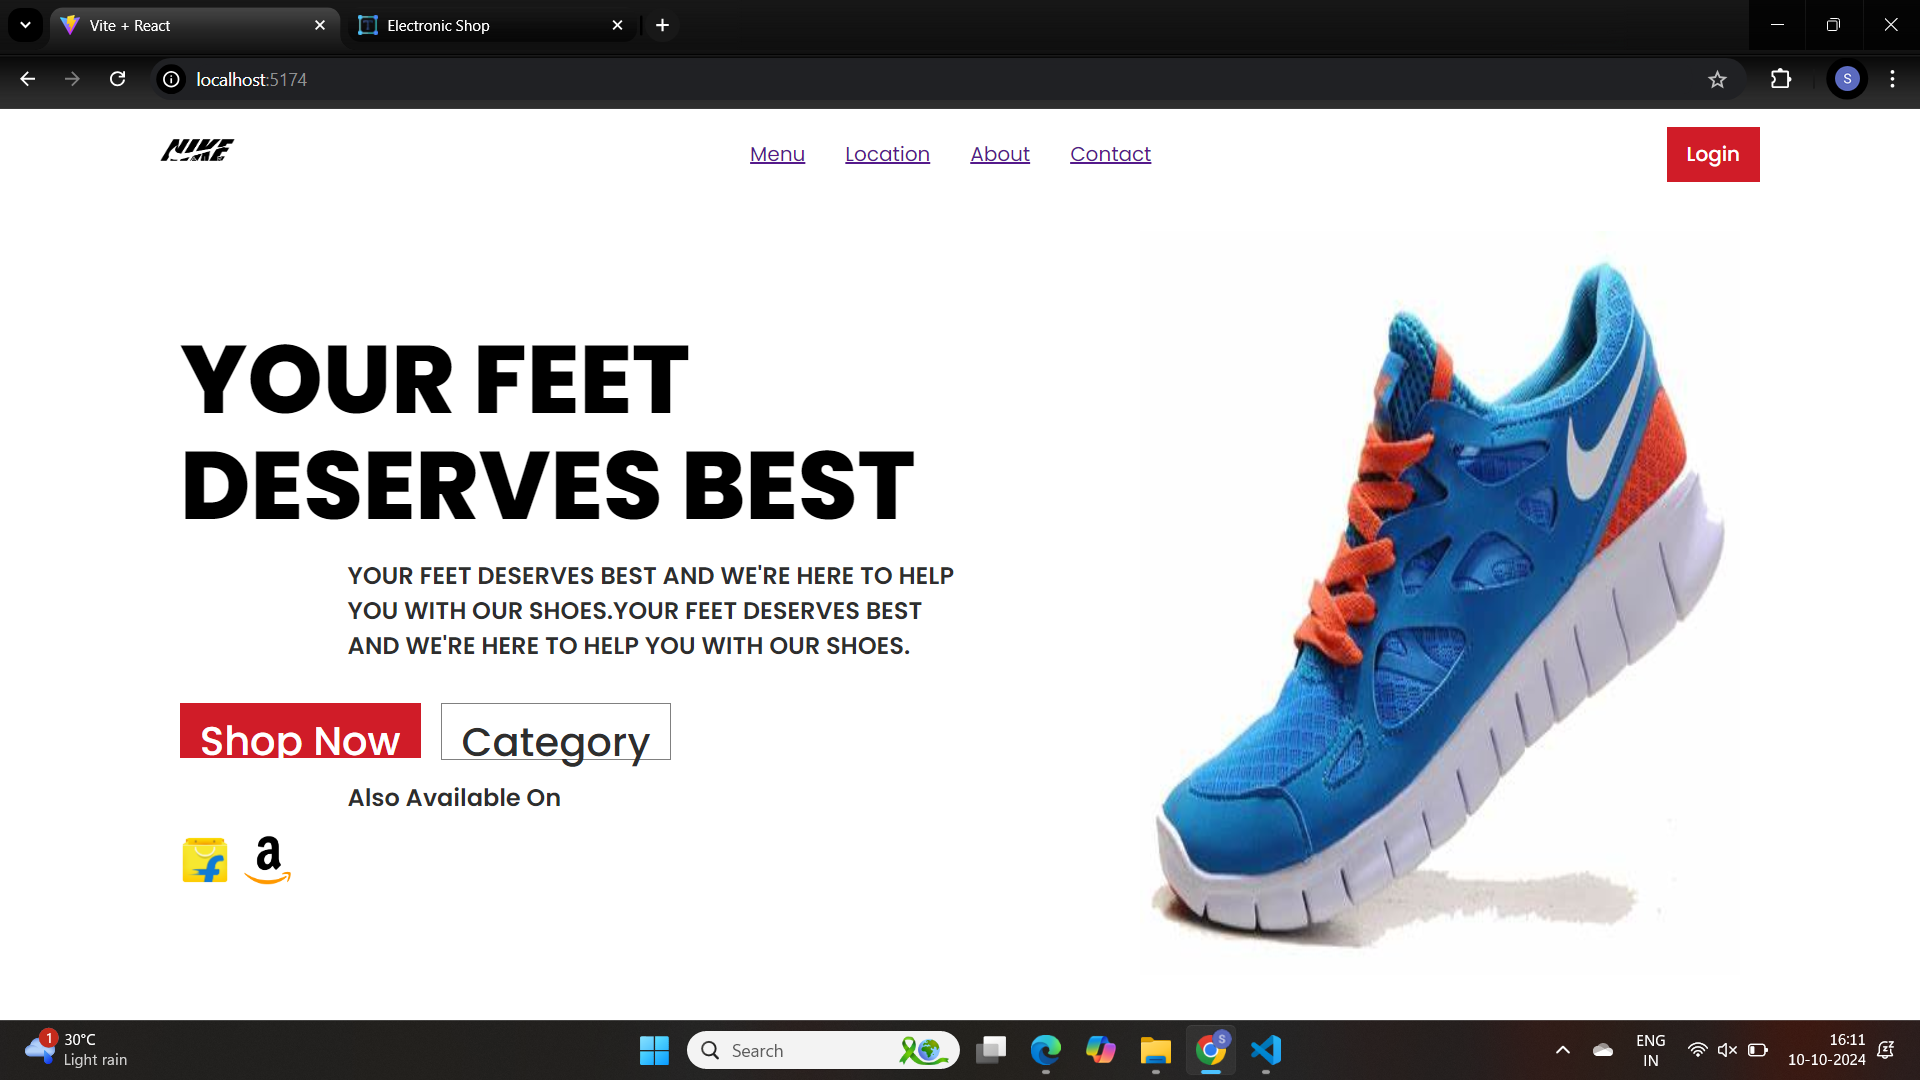 Vite + React
Electronic Shop
localhost:5174
S
NIKE
Menu Location About Contact
Login
YOUR FEET
DESERVES BEST
YOUR FEET DESERVES BEST AND WE'RE HERE TO HELP
YOU WITH OUR SHOES.YOUR FEET DESERVES BEST
AND WE'RE HERE TO HELP YOU WITH OUR SHOES.
Shop Now
Category
Also Available On
1
30°C
Light rain
Search
S
ENG
IN
16:11
10-10-2024